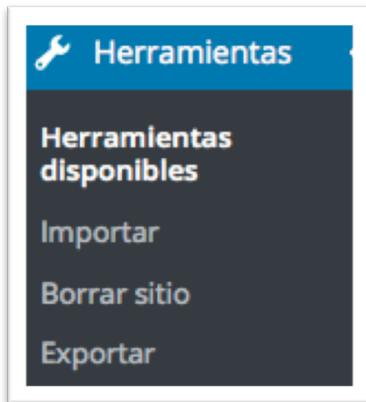 Herramientas
Herramientas
disponibles
Importar
Borrar sitio
Exportar